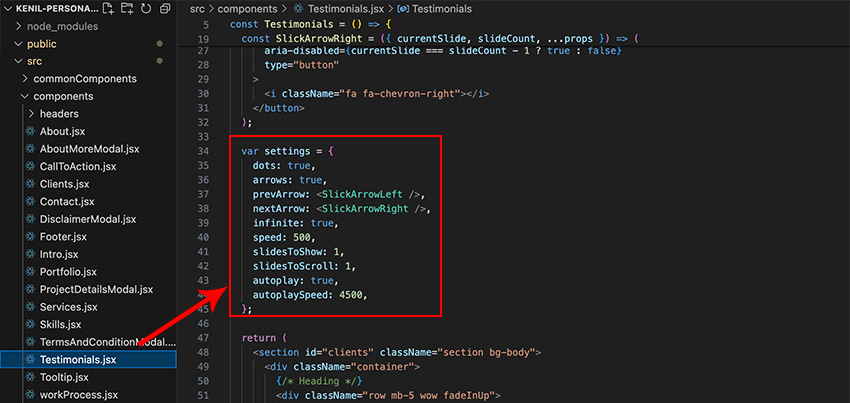 KENIL-PERSONA...
node_modules
public
src
commonComponents
components
headers
About.jsx
AboutMoreModal.jsx
CallToAction.jsx
Clients.jsx
Contact.jsx
DisclaimerModal.jsx
Footer.jsx
Intro.jsx
Portfolio.jsx
ProjectDetailsModal.jsx
Services.jsx
Skills.jsx
TermsAndConditionModal....
Testimonials.jsx
Tooltip.jsx
workProcess.jsx
src > components > Testimonials.jsx > Testimonials
5 const Testimonials = () => {
19 const SlickArrowRight = ({ currentSlide, slideCount, ...props }) => (
27 aria-disabled={currentSlide === slideCount - 1 ? true : false}
28 type="button"
29 >
30 <i className="fa fa-chevron-right"></i>
31 </button>
32 );
33
34 var settings = {
35 dots: true,
36 arrows: true,
37 prevArrow: <SlickArrowLeft />,
38 nextArrow: <SlickArrowRight />,
39 infinite: true,
40 speed: 500,
41 slidesToShow: 1,
42 slidesToScroll: 1,
43 autoplay: true,
44 autoplaySpeed: 4500,
45 };
46
47 return (
48 <section id="clients" className="section bg-body">
49 <div className="container">
50 {/* Heading */}
51 <div className="row mb-5 wow fadeInUp">